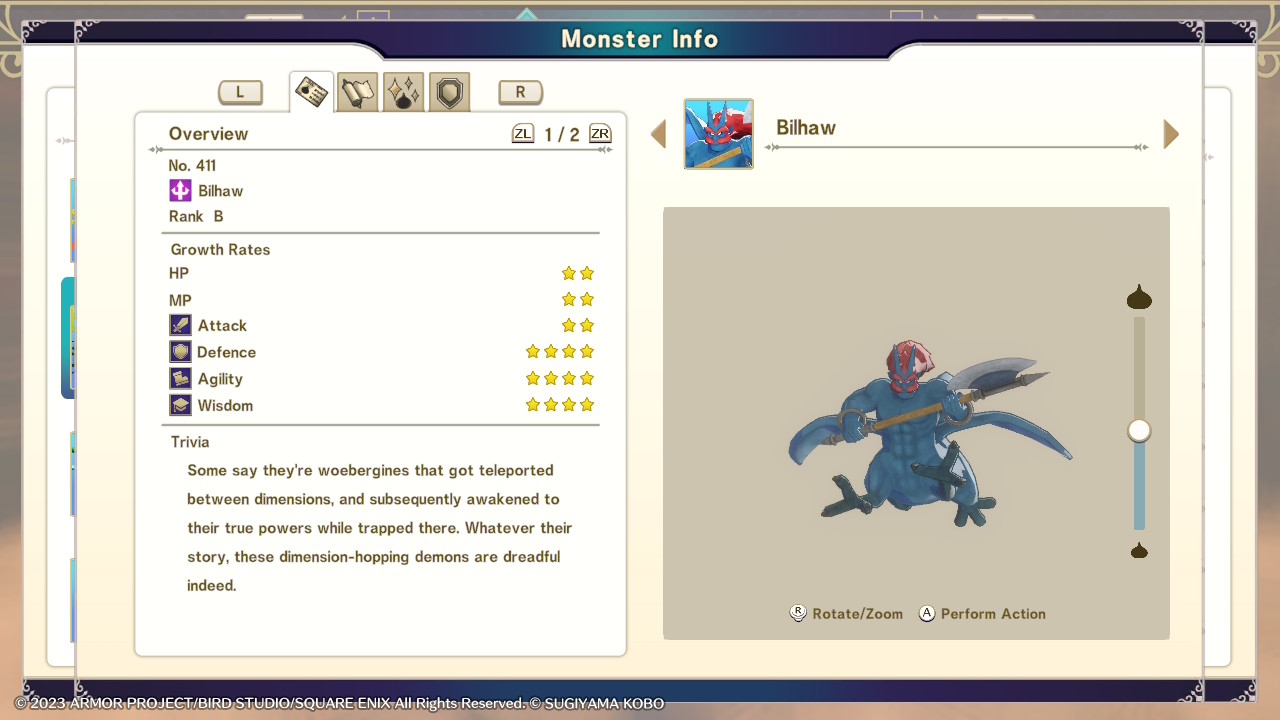 Monster Info
L
R
Overview
ZL 1 / 2 ZR
No. 411
Bilhaw
Rank B
Growth Rates
HP
MP
Attack
Defence
Agility
Wisdom
Trivia
Some say they're woebergines that got teleported
between dimensions, and subsequently awakened to
their true powers while trapped there. Whatever their
story, these dimension-hopping demons are dreadful
indeed.
Bilhaw
R Rotate/Zoom A Perform Action
© 2023 ARMOR PROJECT/BIRD STUDIO/SQUARE ENIX All Rights Reserved. © SUGIYAMA KOBO